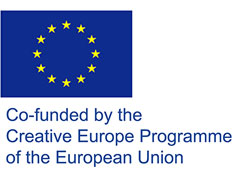 Co-funded by the
Creative Europe Programme
of the European Union